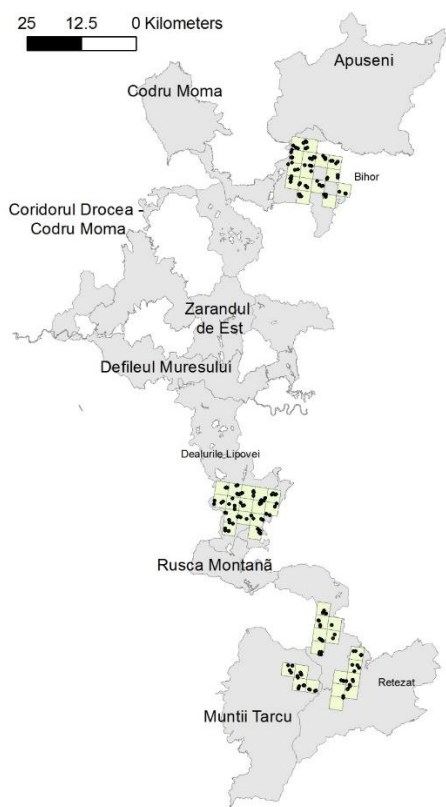 25 12.5 0 Kilometers
Apuseni
Codru Moma
Bihor
Coridorul Drocea -
Codru Moma
Zarandul
de Est
Defileul Muresului
Dealurile Lipovei
Rusca Montanã
Retezat
Muntii Tarcu